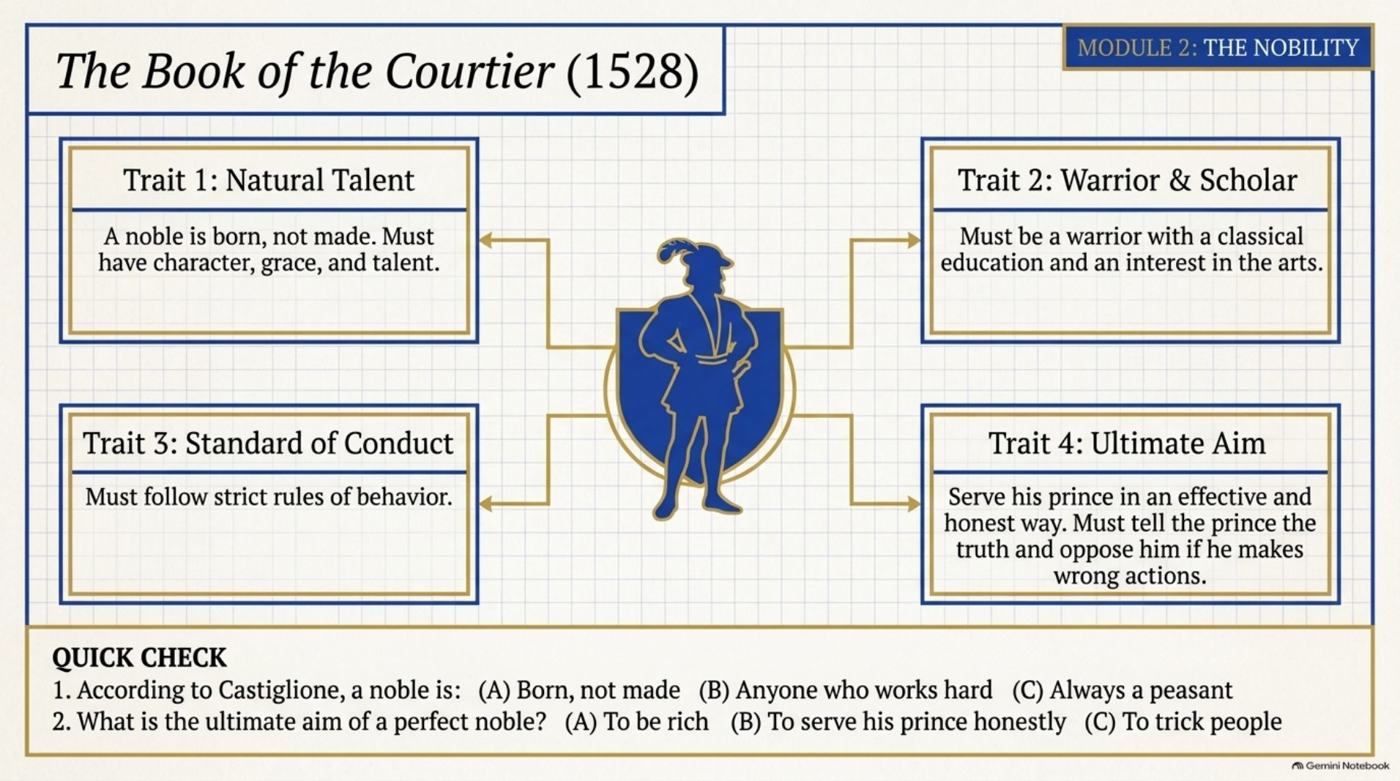 The Book of the Courtier (1528)
MODULE 2: THE NOBILITY
Trait 1: Natural Talent
A noble is born, not made. Must
have character, grace, and talent.
Trait 2: Warrior & Scholar
Must be a warrior with a classical
education and an interest in the arts.
Trait 3: Standard of Conduct
Must follow strict rules of behavior.
Trait 4: Ultimate Aim
Serve his prince in an effective and
honest way. Must tell the prince the
truth and oppose him if he makes
wrong actions.
QUICK CHECK
1. According to Castiglione, a noble is: (A) Born, not made (B) Anyone who works hard (C) Always a peasant
2. What is the ultimate aim of a perfect noble? (A) To be rich (B) To serve his prince honestly (C) To trick people
Gemini Notebook